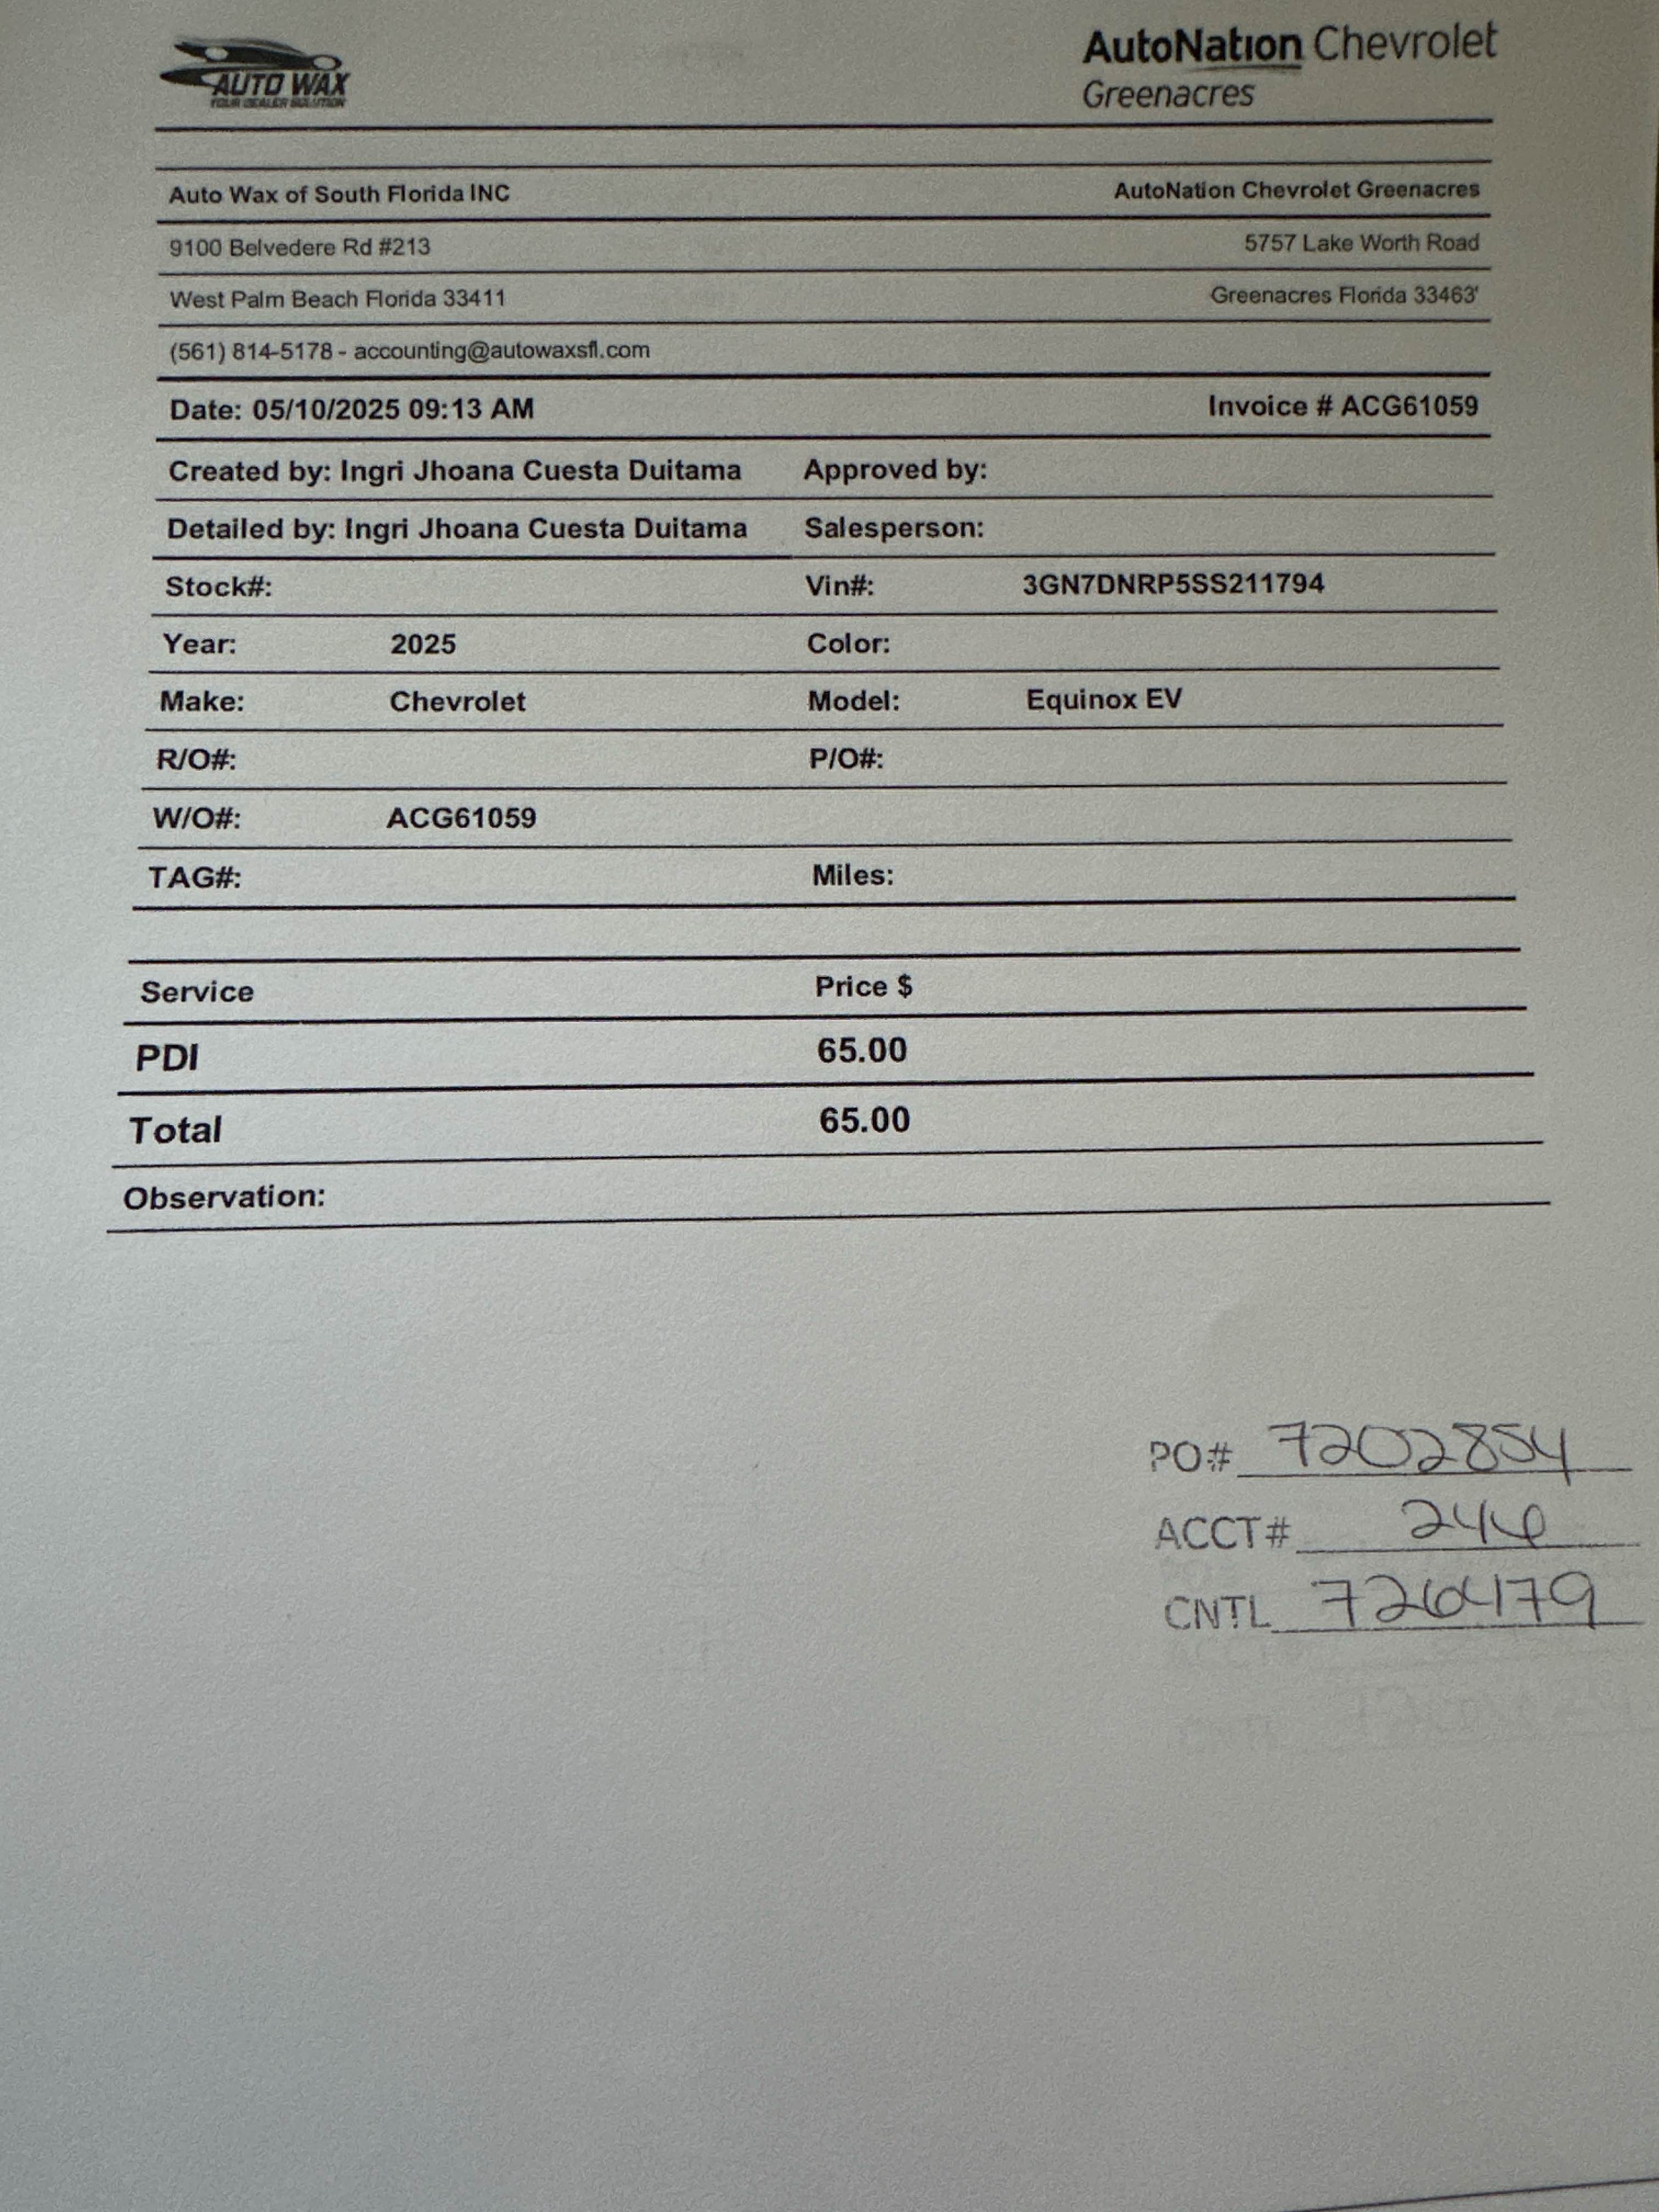 AUTO WAX
YOUR DEALER SOLUTION
AutoNation Chevrolet
Greenacres
Auto Wax of South Florida INC AutoNation Chevrolet Greenacres
9100 Belvedere Rd #213 5757 Lake Worth Road
West Palm Beach Florida 33411 Greenacres Florida 33463'
(561) 814-5178 - accounting@autowaxsfl.com
Date: 05/10/2025 09:13 AM Invoice # ACG61059
Created by: Ingri Jhoana Cuesta Duitama Approved by:
Detailed by: Ingri Jhoana Cuesta Duitama Salesperson:
Stock#: Vin#: 3GN7DNRP5SS211794
Year: 2025 Color:
Make: Chevrolet Model: Equinox EV
R/O#: P/O#:
W/O#: ACG61059
TAG#: Miles:
Service Price $
PDI 65.00
Total 65.00
Observation:
PO# 7202854
ACCT# 246
CNTL 726479